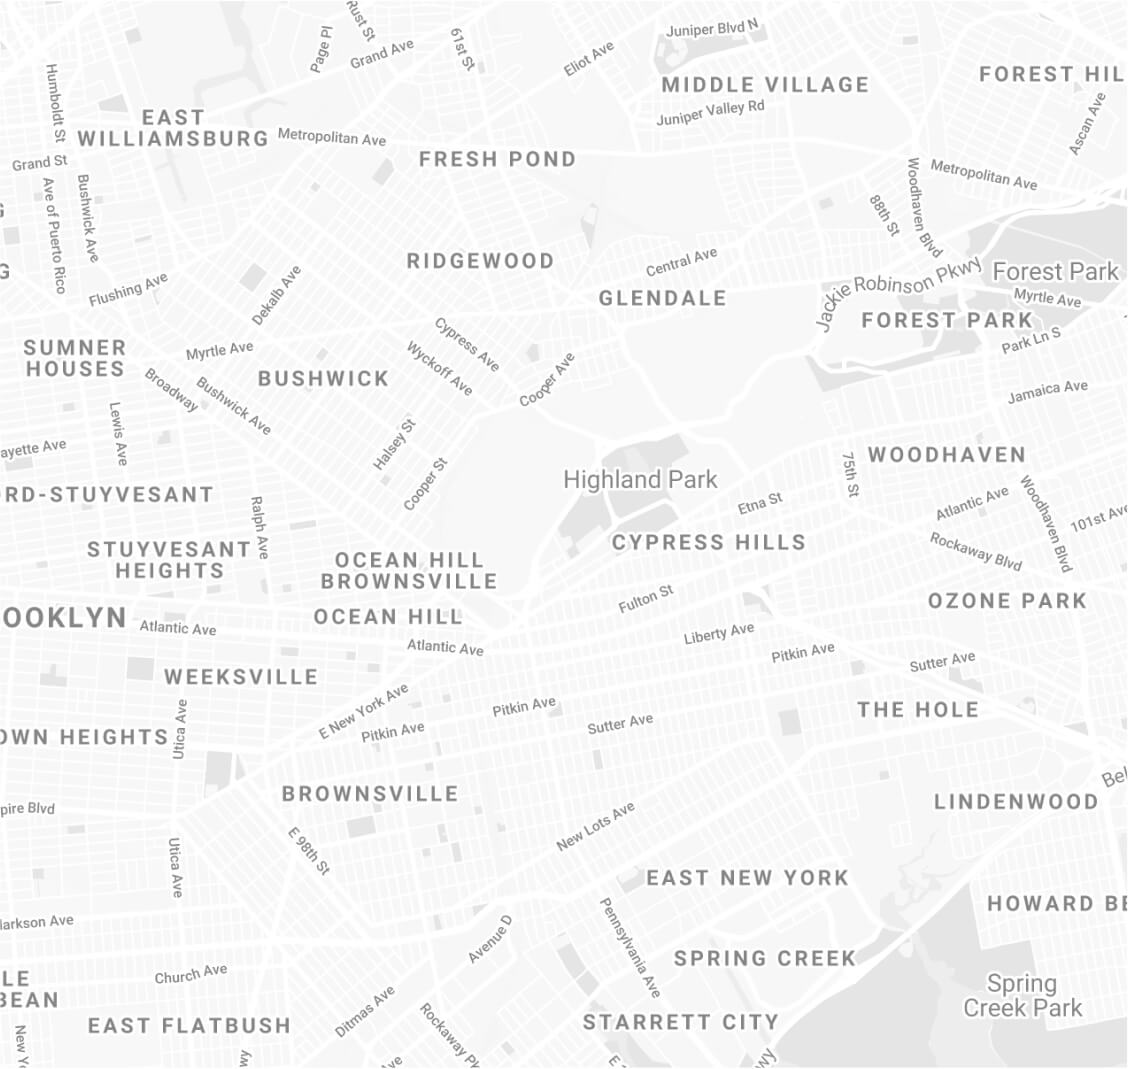 Rust St
Page Pl
Grand Ave
61st St
Eliot Ave
Juniper Blvd N
MIDDLE VILLAGE
FOREST HIL
Humboldt St
EAST
WILLIAMSBURG
Metropolitan Ave
Juniper Valley Rd
Ascan Ave
Grand St
FRESH POND
Metropolitan Ave
Ave of Puerto Rico
Bushwick Ave
88th St
Woodhaven Blvd
G
RIDGEWOOD
Central Ave
Forest Park
Flushing Ave
Dekalb Ave
GLENDALE
Jackie Robinson Pkwy
Myrtle Ave
FOREST PARK
Park Ln S
SUMNER
HOUSES
Myrtle Ave
Cypress Ave
Wyckoff Ave
Cooper Ave
BUSHWICK
Broadway
Bushwick Ave
Jamaica Ave
Lewis Ave
ayette Ave
Halsey St
Cooper St
Highland Park
75th St
WOODHAVEN
RD-STUYVESANT
Ralph Ave
Etna St
Atlantic Ave
Woodhaven Blvd
101st Ave
STUYVESANT
HEIGHTS
OCEAN HILL
BROWNSVILLE
CYPRESS HILLS
Rockaway Blvd
OOKLYN
Atlantic Ave
OCEAN HILL
Fulton St
OZONE PARK
Atlantic Ave
Liberty Ave
Pitkin Ave
Sutter Ave
WEEKSVILLE
E New York Ave
Pitkin Ave
Pitkin Ave
Sutter Ave
THE HOLE
OWN HEIGHTS
Utica Ave
BROWNSVILLE
Bel
LINDENWOOD
pire Blvd
E 98th St
New Lots Ave
Utica Ave
EAST NEW YORK
HOWARD BE
larkson Ave
Pennsylvania Ave
Avenue D
SPRING CREEK
Church Ave
LE
BEAN
Spring
Creek Park
EAST FLATBUSH
Ditmas Ave
Rockaway Pk
STARRETT CITY
New Y
wy
ve
E
wy